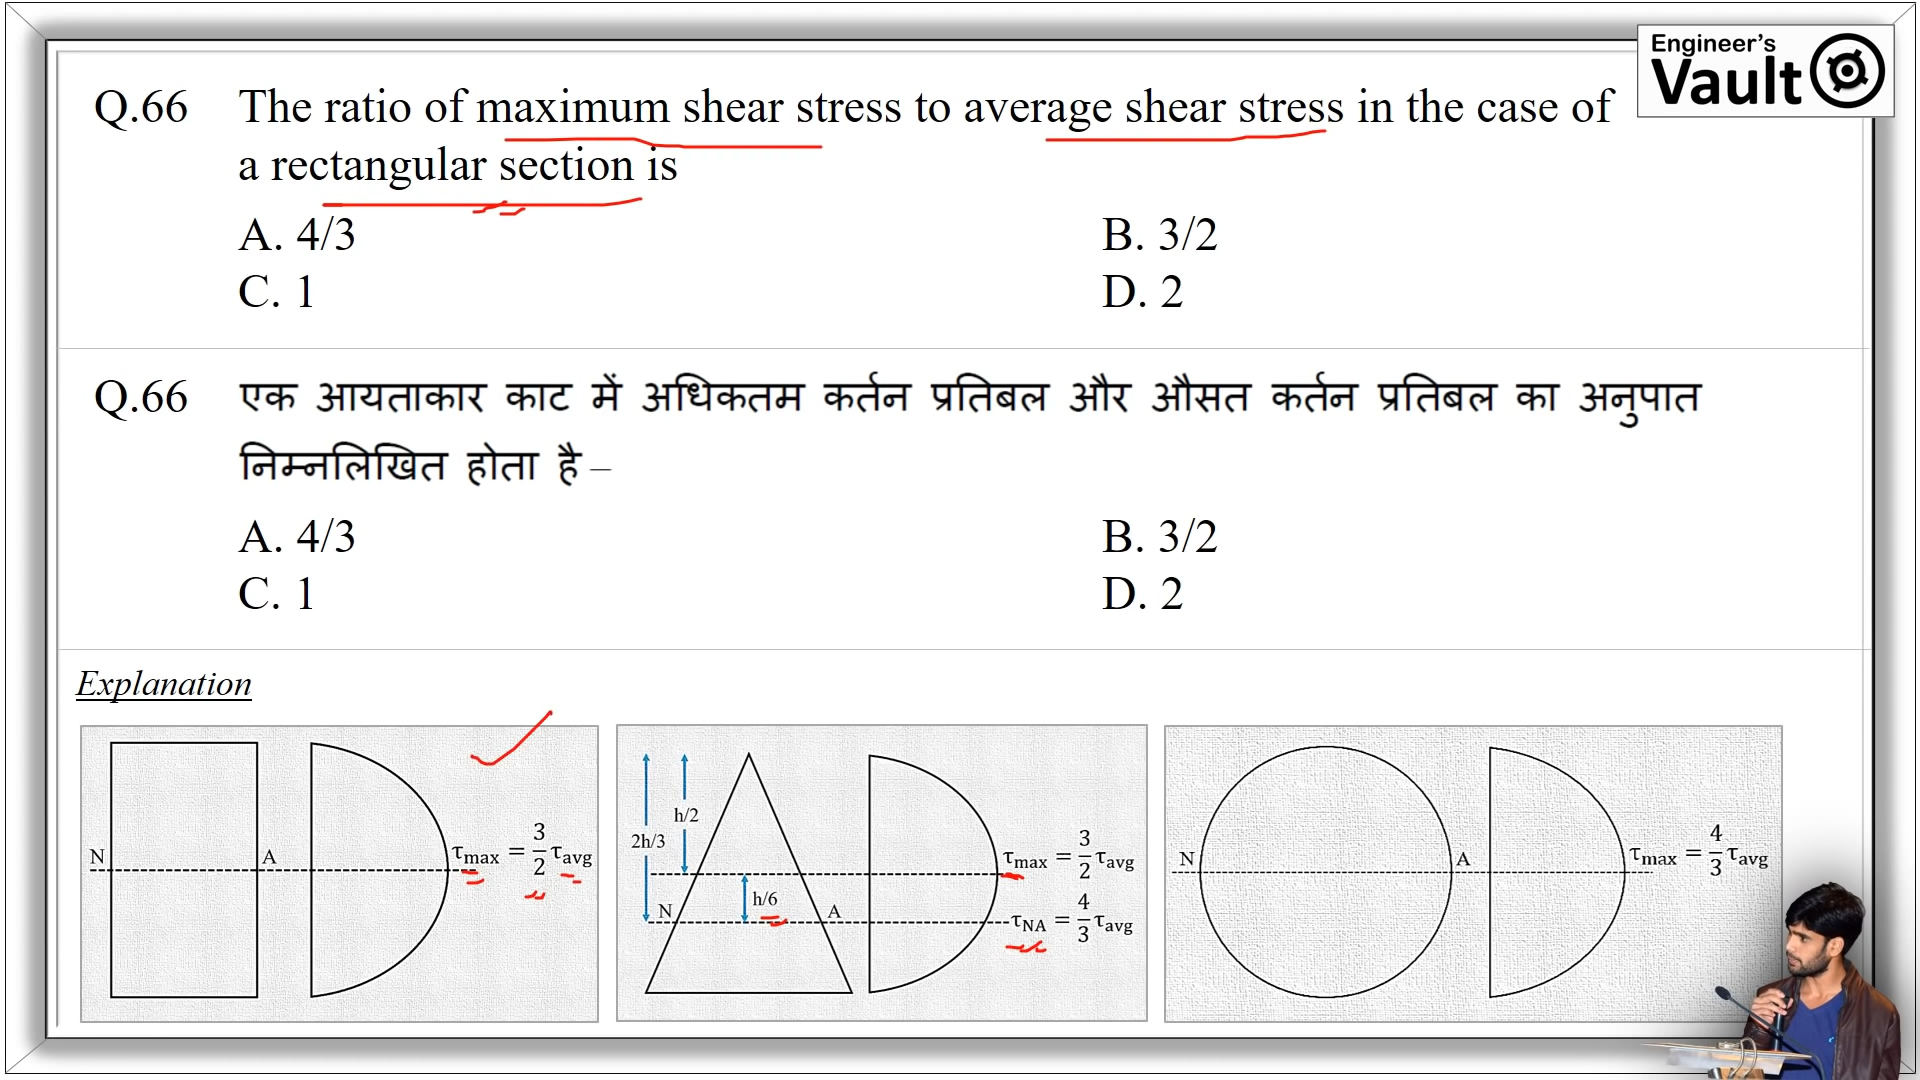 Engineer's
Vault
Q.66 The ratio of maximum shear stress to average shear stress in the case of
a rectangular section is
A. 4/3 B. 3/2
C. 1 D. 2
Q.66 एक आयताकार काट में अधिकतम कर्तन प्रतिबल और औसत कर्तन प्रतिबल का अनुपात
निम्नलिखित होता है –
A. 4/3 B. 3/2
C. 1 D. 2
Explanation
N A τmax = 3/2 τavg
h/2
2h/3
τmax = 3/2 τavg
h/6
N A τNA = 4/3 τavg
N A τmax = 4/3 τavg